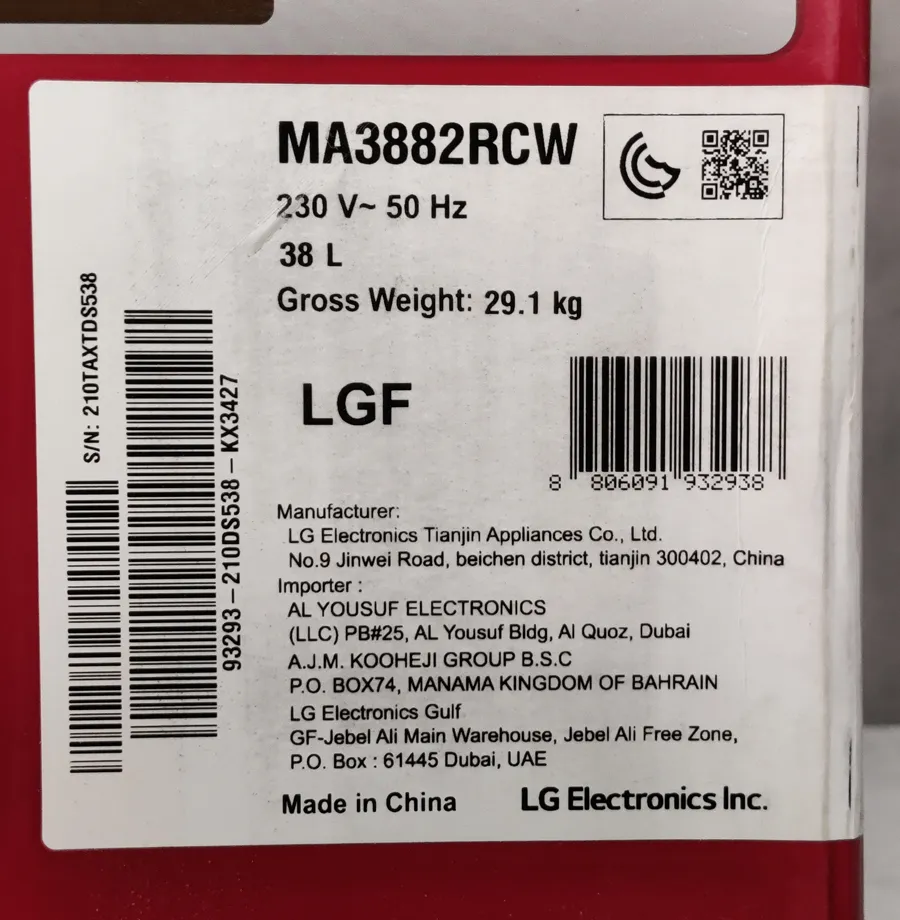 MA3882RCW
230 V~ 50 Hz
38 L
Gross Weight: 29.1 kg
S/N: 210TAXTDS538
93293-210DS538-KX3427
LGF
8 806091 932938
Manufacturer:
LG Electronics Tianjin Appliances Co., Ltd.
No.9 Jinwei Road, beichen district, tianjin 300402, China
Importer :
AL YOUSUF ELECTRONICS
(LLC) PB#25, AL Yousuf Bldg, Al Quoz, Dubai
A.J.M. KOOHEJI GROUP B.S.C
P.O. BOX74, MANAMA KINGDOM OF BAHRAIN
LG Electronics Gulf
GF-Jebel Ali Main Warehouse, Jebel Ali Free Zone,
P.O. Box : 61445 Dubai, UAE
Made in China
LG Electronics Inc.